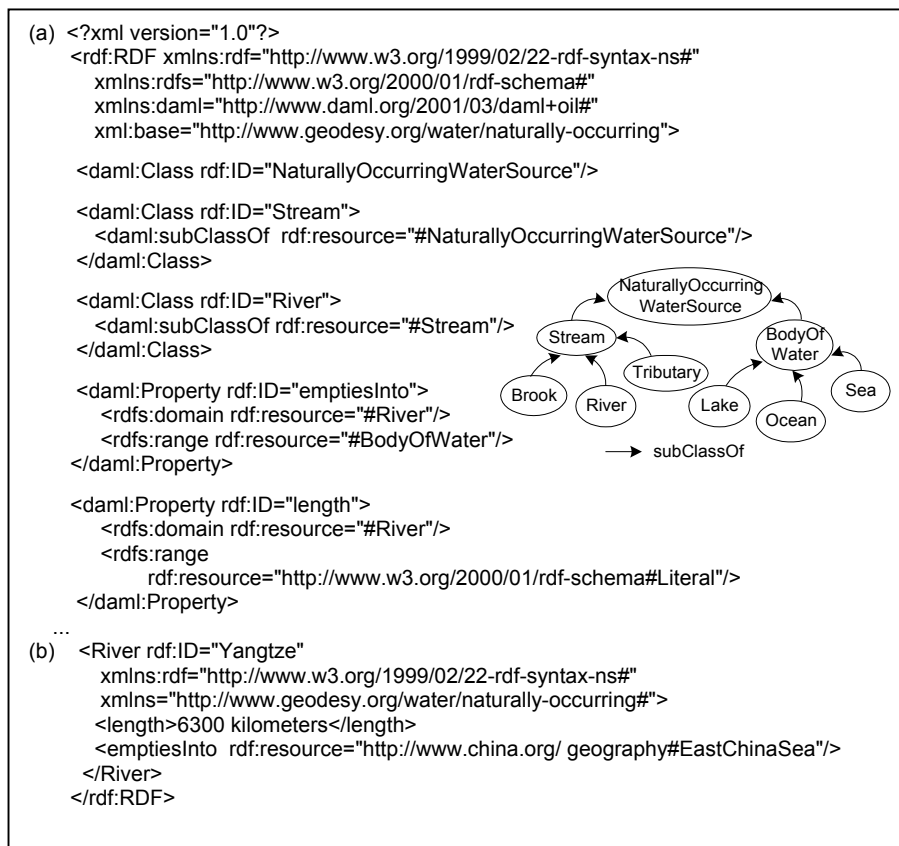 (a) <?xml version="1.0"?>
<rdf:RDF xmlns:rdf="http://www.w3.org/1999/02/22-rdf-syntax-ns#"
xmlns:rdfs="http://www.w3.org/2000/01/rdf-schema#"
xmlns:daml="http://www.daml.org/2001/03/daml+oil#"
xml:base="http://www.geodesy.org/water/naturally-occurring">
<daml:Class rdf:ID="NaturallyOccurringWaterSource"/>
<daml:Class rdf:ID="Stream">
<daml:subClassOf rdf:resource="#NaturallyOccurringWaterSource"/>
</daml:Class>
<daml:Class rdf:ID="River">
<daml:subClassOf rdf:resource="#Stream"/>
</daml:Class>
<daml:Property rdf:ID="emptiesInto">
<rdfs:domain rdf:resource="#River"/>
<rdfs:range rdf:resource="#BodyOfWater"/>
</daml:Property>
<daml:Property rdf:ID="length">
<rdfs:domain rdf:resource="#River"/>
<rdfs:range
rdf:resource="http://www.w3.org/2000/01/rdf-schema#Literal"/>
</daml:Property>
...
NaturallyOccurring
WaterSource
Stream
BodyOf
Water
Brook
River
Tributary
Lake
Ocean
Sea
subClassOf
(b) <River rdf:ID="Yangtze"
xmlns:rdf="http://www.w3.org/1999/02/22-rdf-syntax-ns#"
xmlns="http://www.geodesy.org/water/naturally-occurring#">
<length>6300 kilometers</length>
<emptiesInto rdf:resource="http://www.china.org/ geography#EastChinaSea"/>
</River>
</rdf:RDF>